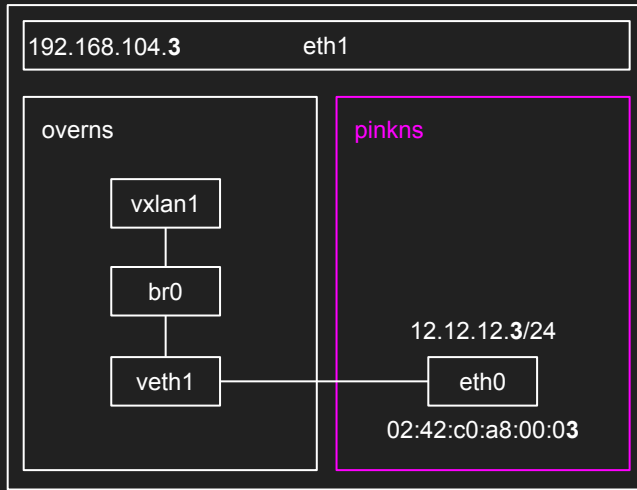 192.168.104.3 eth1
overns
pinkns
vxlan1
br0
12.12.12.3/24
veth1
eth0
02:42:c0:a8:00:03